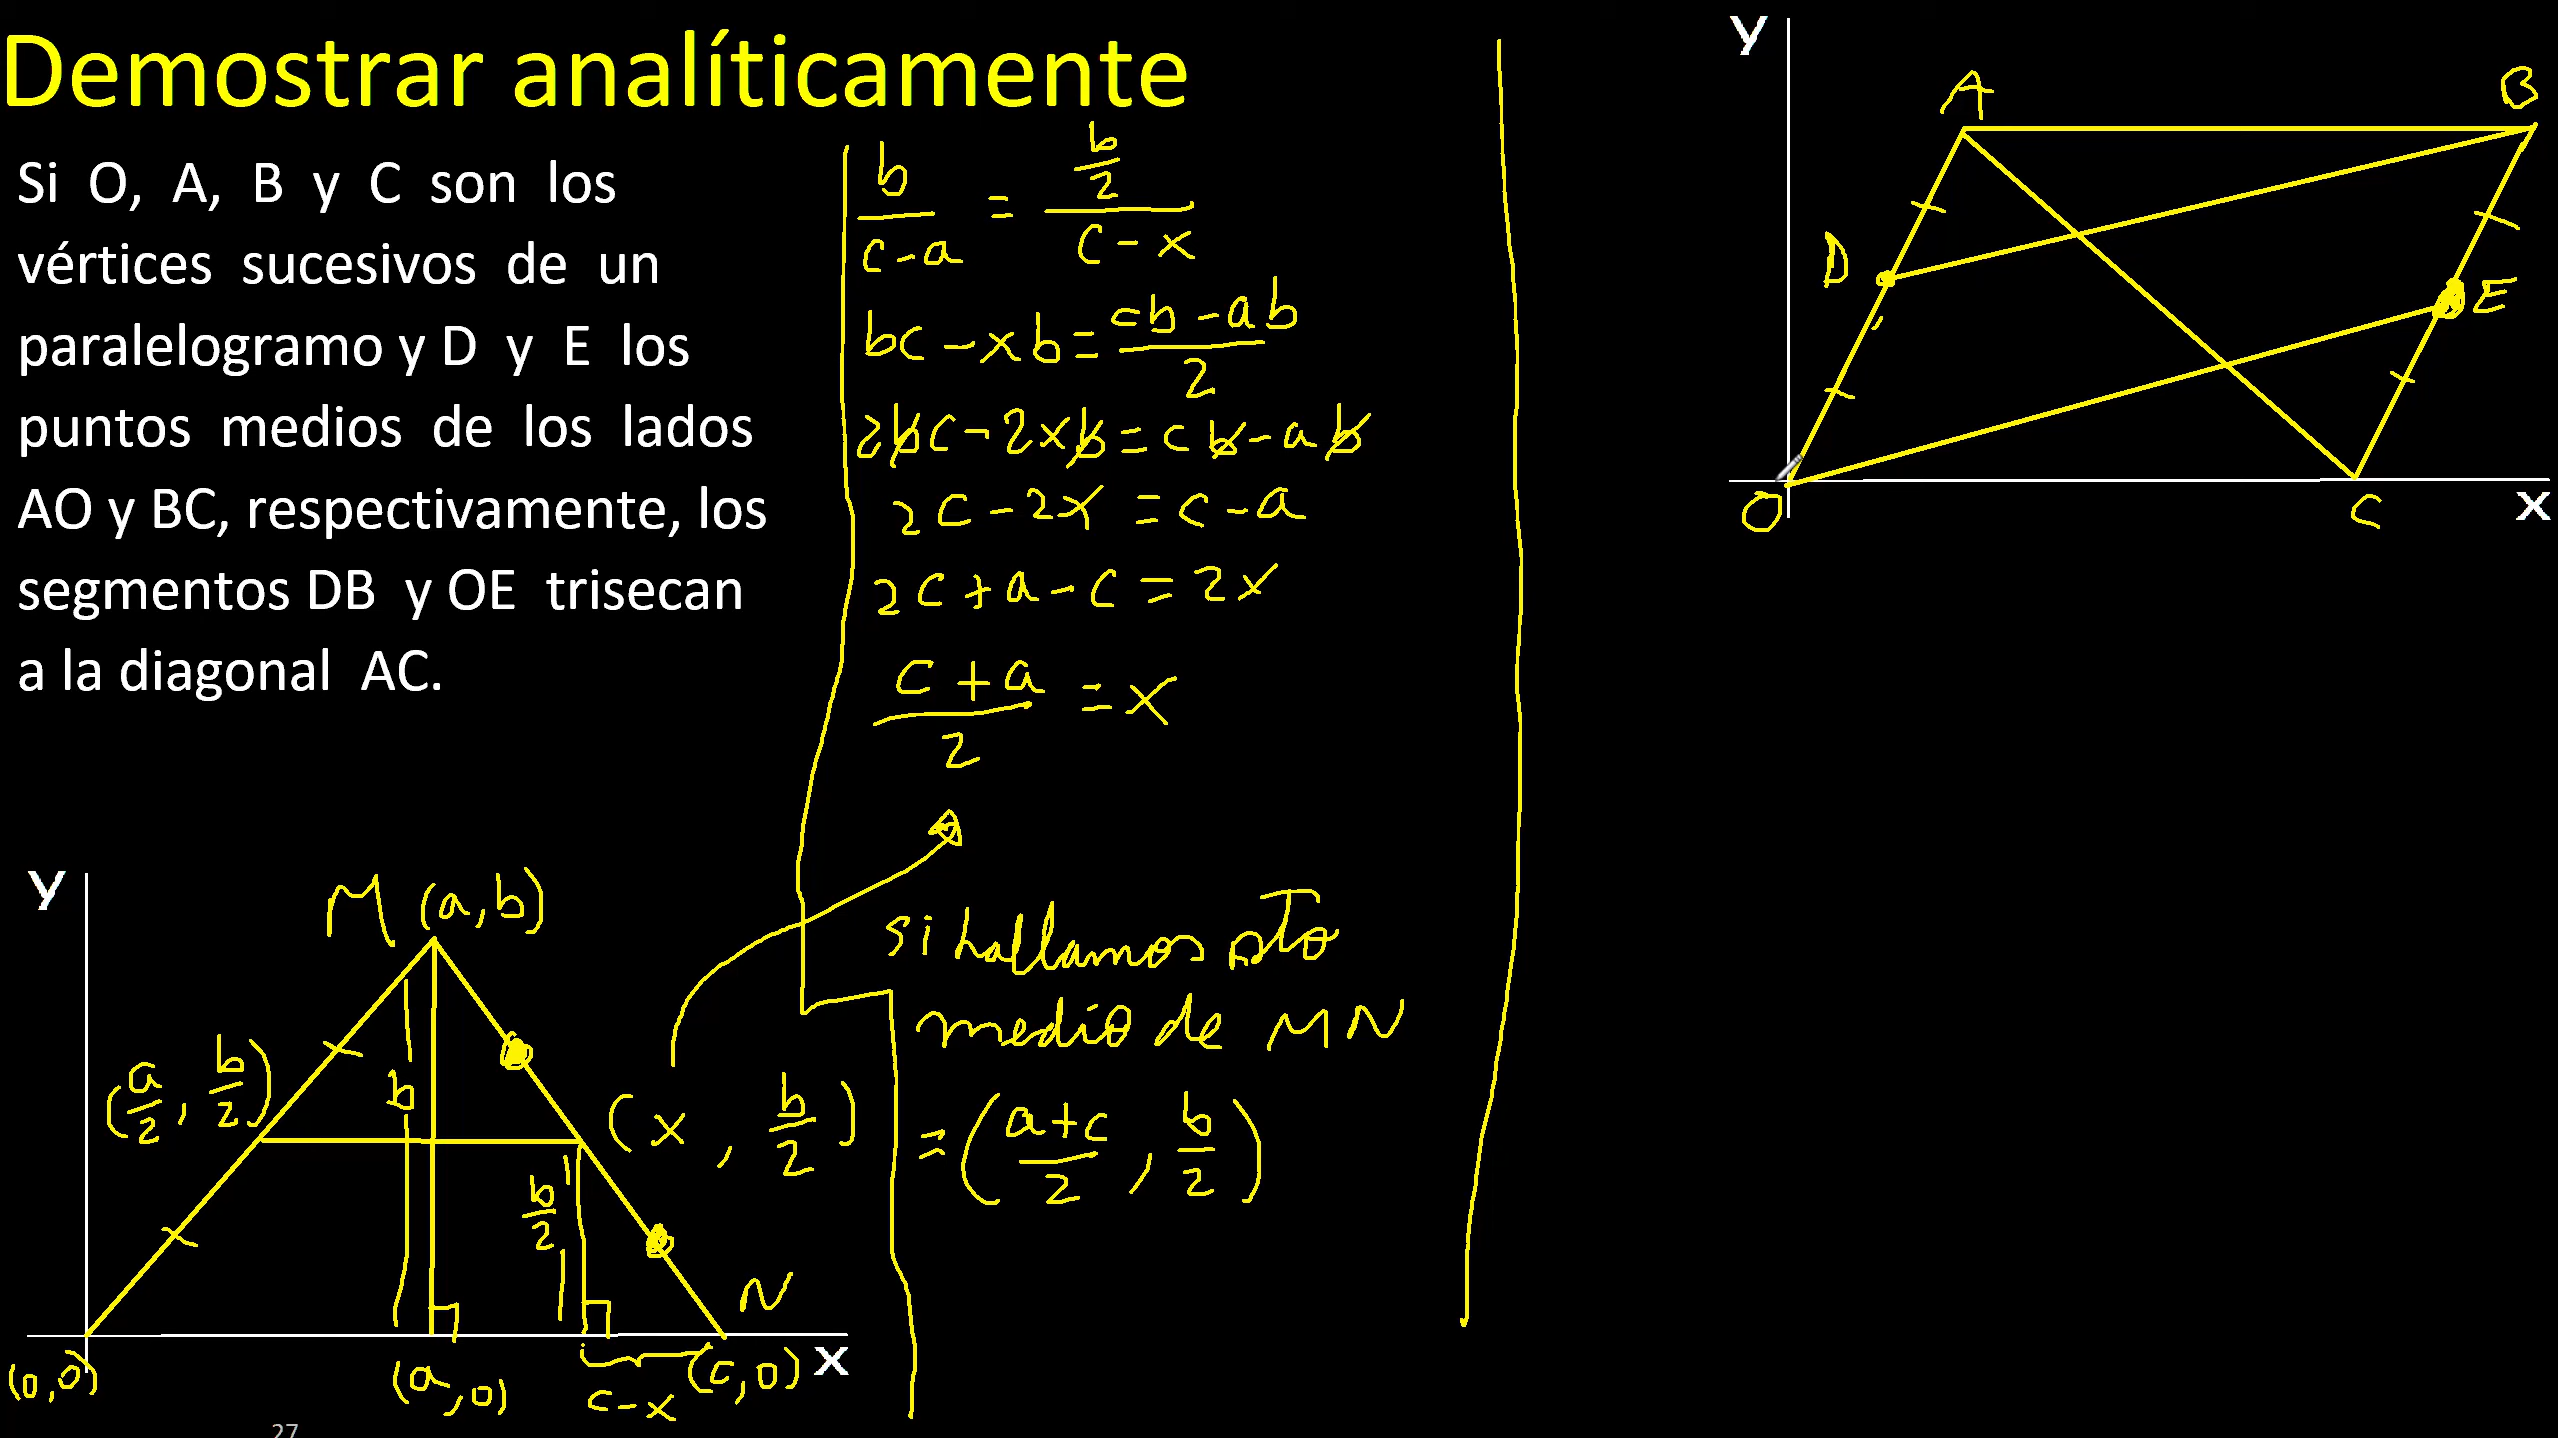 Demostrar analíticamente
Si O, A, B y C son los
vértices sucesivos de un
paralelogramo y D y E los
puntos medios de los lados
AO y BC, respectivamente, los
segmentos DB y OE trisecan
a la diagonal AC.
b/(c-a) = (b/2)/(c-x)
bc-xb=(cb-ab)/2
2bc-2xb=cb-ab
2c-2x=c-a
2c+a-c=2x
(c+a)/2=x
si hallamos pto
medio de MN
=((a+c)/2, b/2)
y
M (a,b)
(a/2, b/2)
b
(x, b/2)
b/2
N
(0,0)
(a,0)
c-x
(c,0)
x
27
y
A
B
D
E
O
C
x